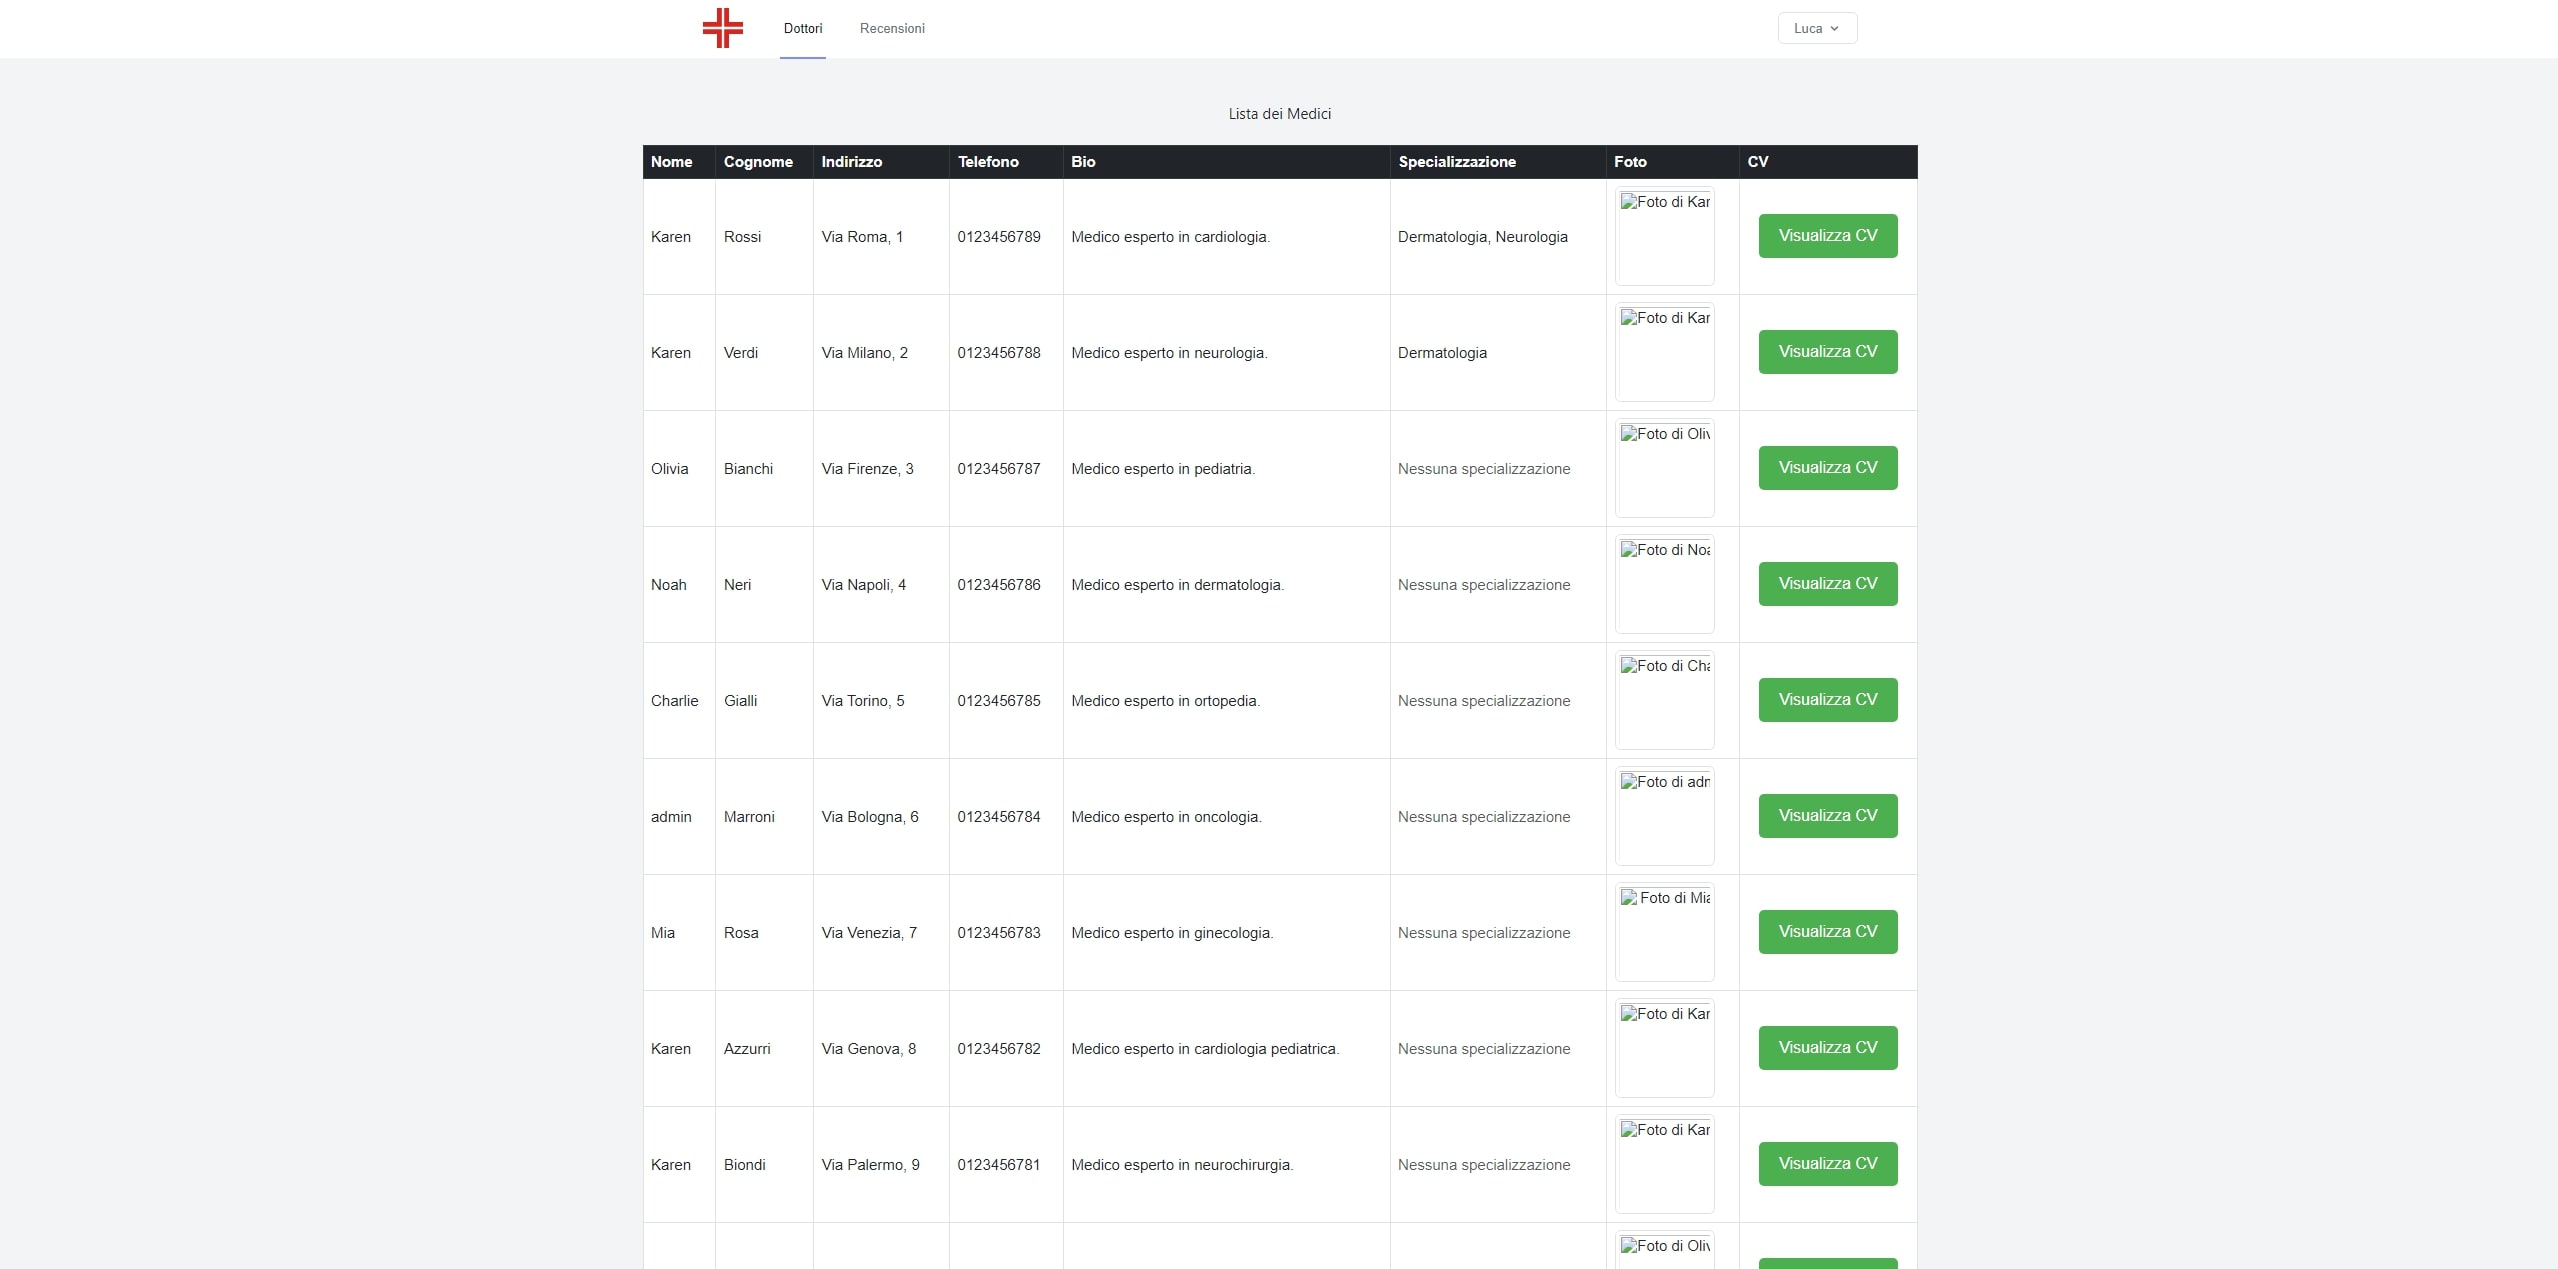 Dottori Recensioni Luca
Lista dei Medici
Nome Cognome Indirizzo Telefono Bio Specializzazione Foto CV
Karen Rossi Via Roma, 1 0123456789 Medico esperto in cardiologia. Dermatologia, Neurologia Foto di Kar Visualizza CV
Karen Verdi Via Milano, 2 0123456788 Medico esperto in neurologia. Dermatologia Foto di Kar Visualizza CV
Olivia Bianchi Via Firenze, 3 0123456787 Medico esperto in pediatria. Nessuna specializzazione Foto di Oliv Visualizza CV
Noah Neri Via Napoli, 4 0123456786 Medico esperto in dermatologia. Nessuna specializzazione Foto di Noa Visualizza CV
Charlie Gialli Via Torino, 5 0123456785 Medico esperto in ortopedia. Nessuna specializzazione Foto di Cha Visualizza CV
admin Marroni Via Bologna, 6 0123456784 Medico esperto in oncologia. Nessuna specializzazione Foto di adm Visualizza CV
Mia Rosa Via Venezia, 7 0123456783 Medico esperto in ginecologia. Nessuna specializzazione Foto di Mia Visualizza CV
Karen Azzurri Via Genova, 8 0123456782 Medico esperto in cardiologia pediatrica. Nessuna specializzazione Foto di Kar Visualizza CV
Karen Biondi Via Palermo, 9 0123456781 Medico esperto in neurochirurgia. Nessuna specializzazione Foto di Kar Visualizza CV
Foto di Oliv